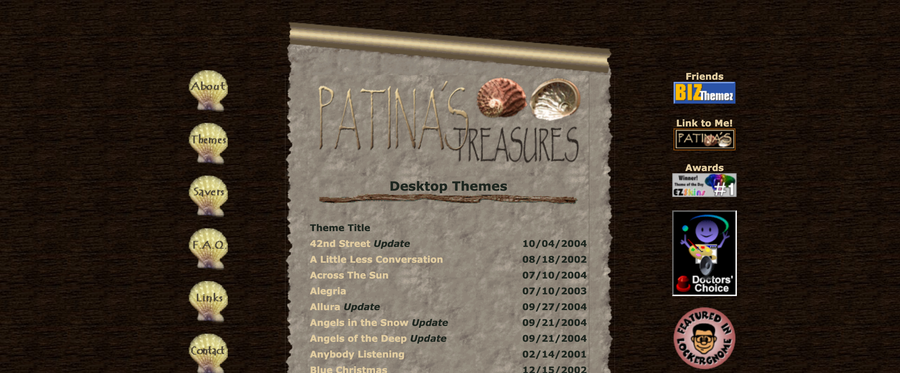 About
Themes
Savers
F.A.Q.
Links
Contact
PATINA'S
TREASURES
Desktop Themes
Theme Title
42nd Street Update 10/04/2004
A Little Less Conversation 08/18/2002
Across The Sun 07/10/2004
Alegria 07/10/2003
Allura Update 09/27/2004
Angels in the Snow Update 09/21/2004
Angels of the Deep Update 09/21/2004
Anybody Listening 02/14/2001
Blue Christmas 12/15/2002
Friends
BIZThemez
Link to Me!
PATINA'S
Awards
Winner!
Theme of the Day
EZSkins
#1
Doctors'
Choice
FEATURED IN
LOCKERGNOME